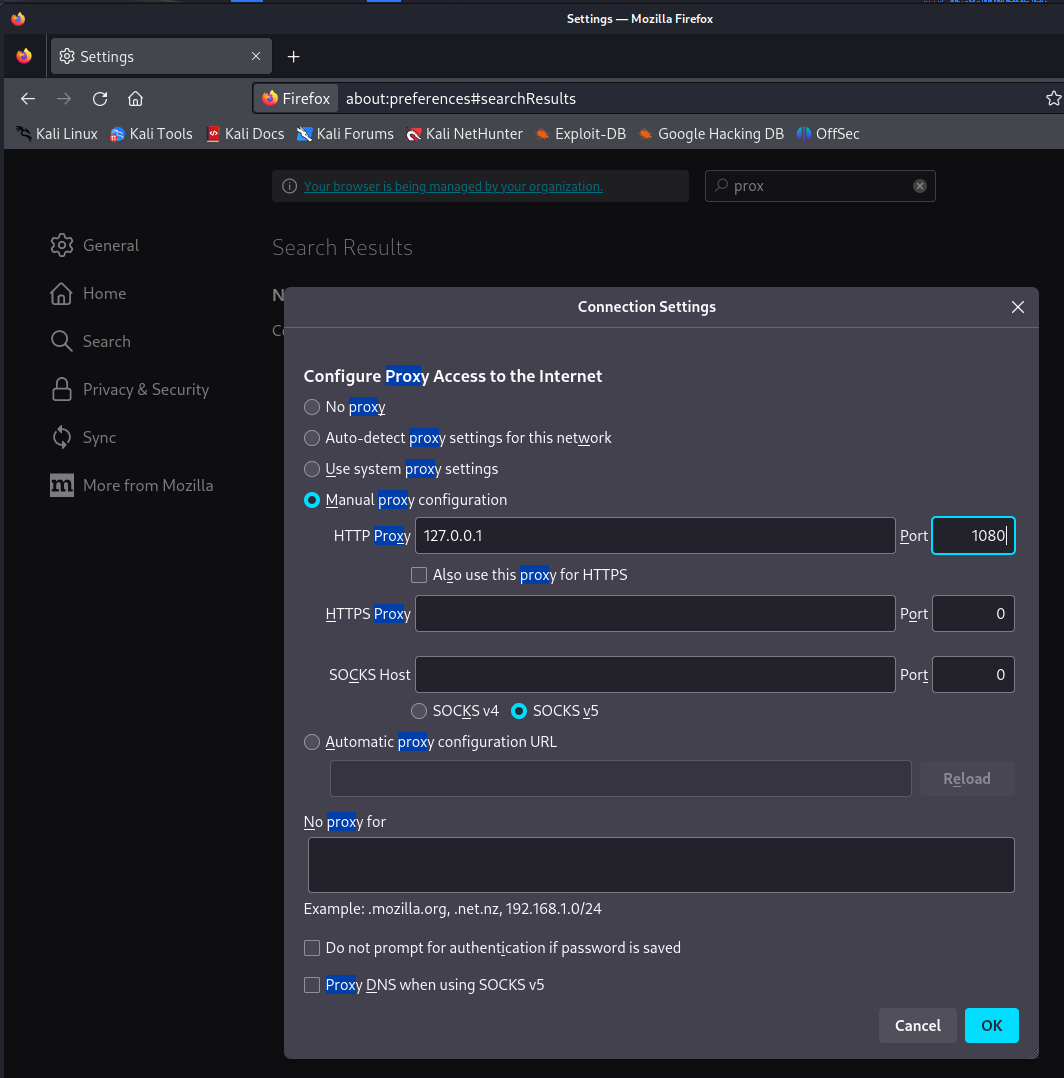 Settings — Mozilla Firefox
Settings
Firefox about:preferences#searchResults
Kali Linux Kali Tools Kali Docs Kali Forums Kali NetHunter Exploit-DB Google Hacking DB OffSec
Your browser is being managed by your organization.
prox
General
Search Results
Home
Search
Privacy & Security
Sync
m More from Mozilla
Connection Settings
Configure Proxy Access to the Internet
No proxy
Auto-detect proxy settings for this network
Use system proxy settings
Manual proxy configuration
HTTP Proxy 127.0.0.1 Port 1080
Also use this proxy for HTTPS
HTTPS Proxy Port 0
SOCKS Host Port 0
SOCKS v4 SOCKS v5
Automatic proxy configuration URL
Reload
No proxy for
Example: .mozilla.org, .net.nz, 192.168.1.0/24
Do not prompt for authentication if password is saved
Proxy DNS when using SOCKS v5
Cancel OK